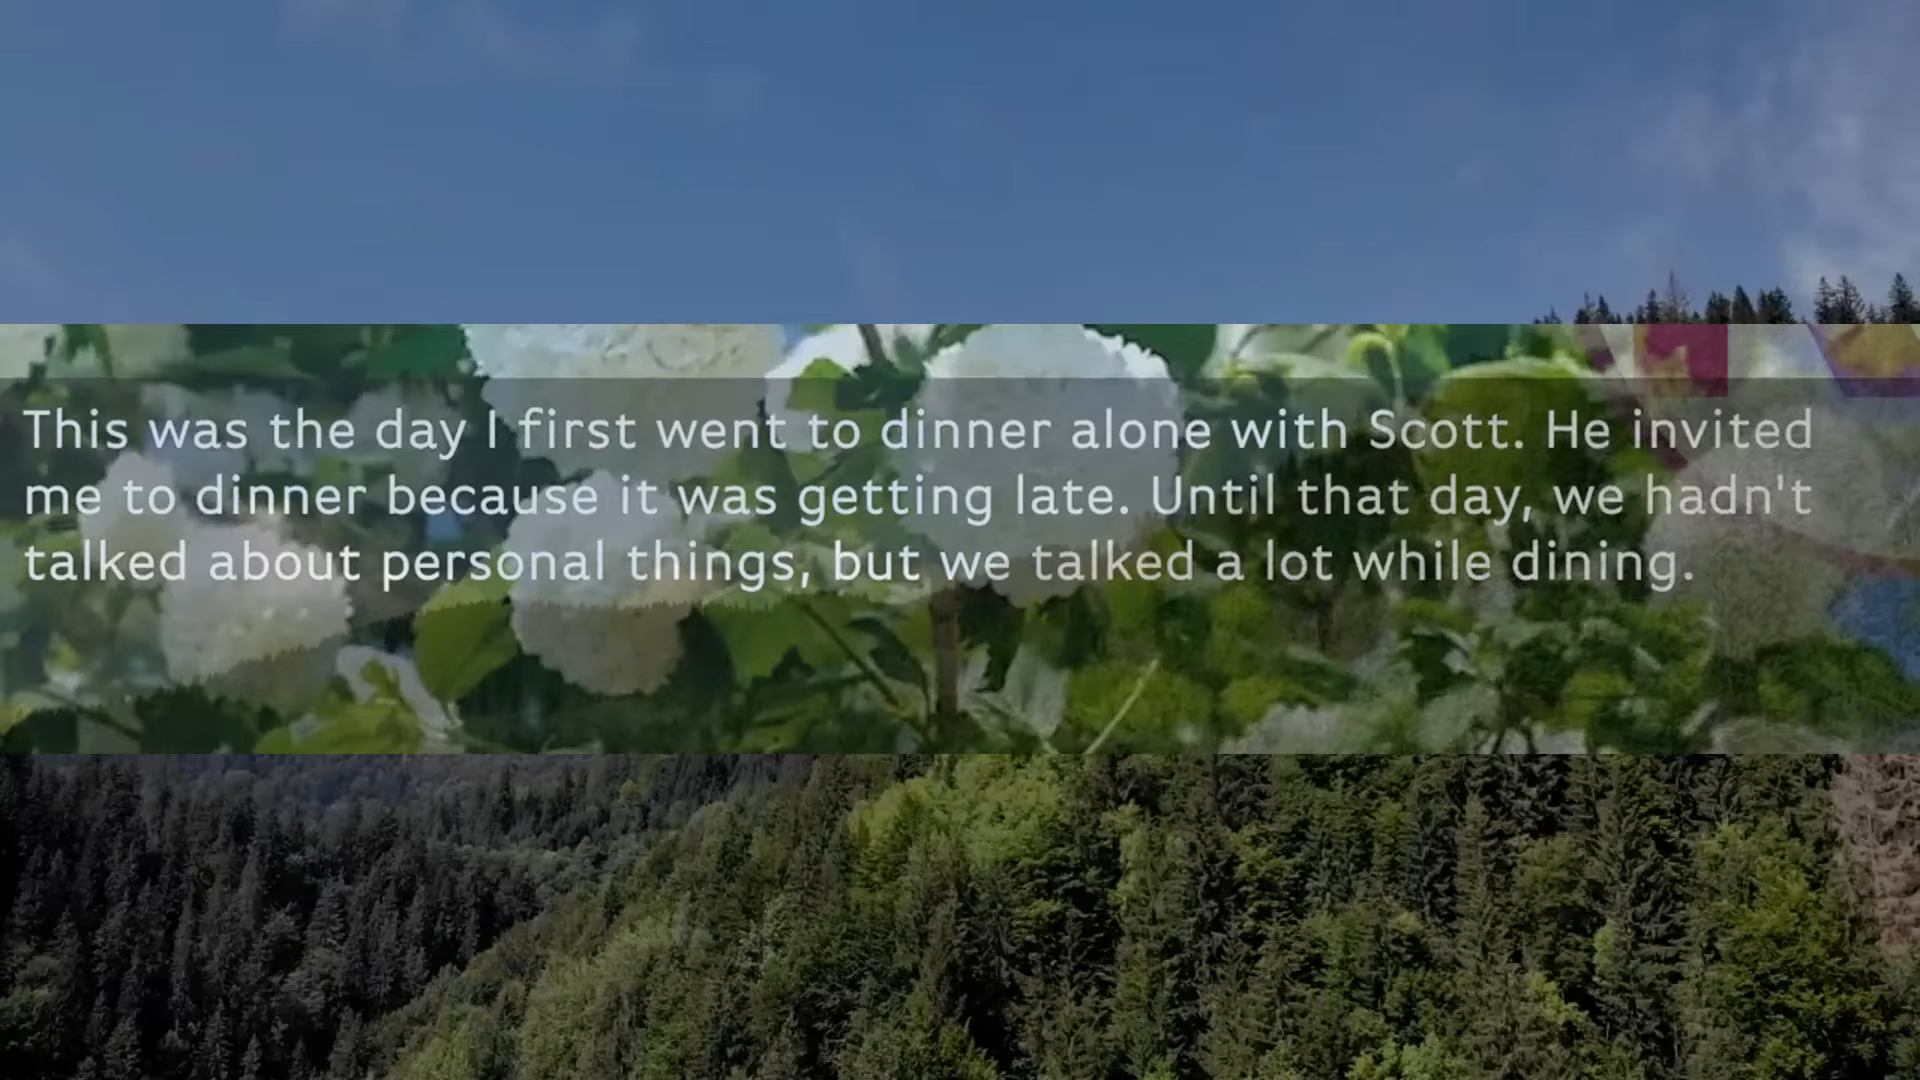 This was the day I first went to dinner alone with Scott. He invited
me to dinner because it was getting late. Until that day, we hadn't
talked about personal things, but we talked a lot while dining.